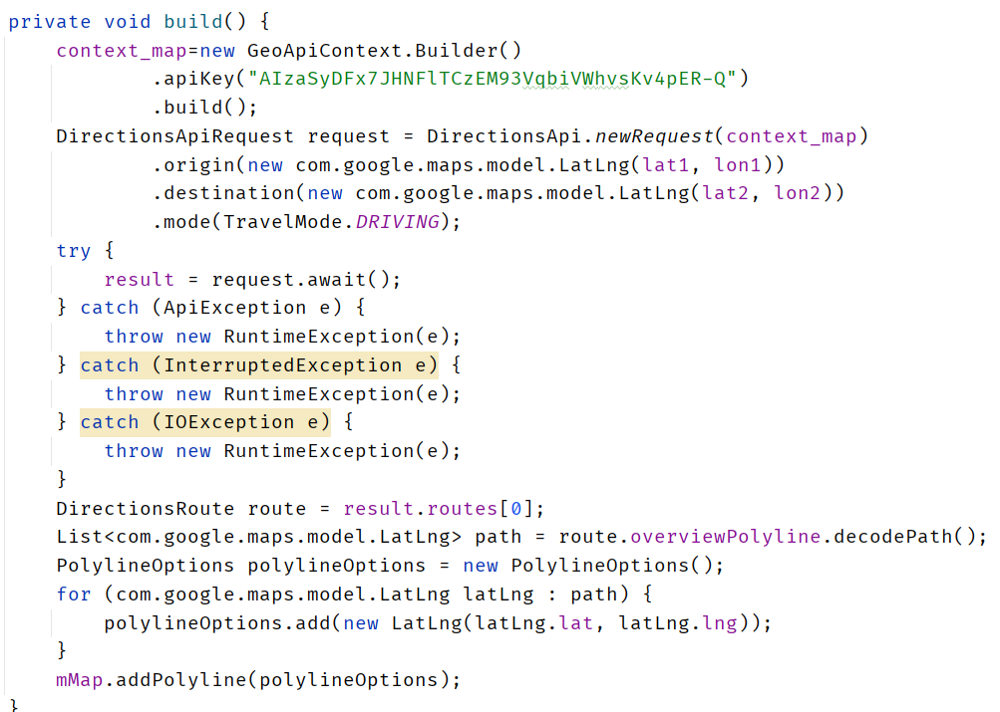 private void build() {
context_map=new GeoApiContext.Builder()
.apiKey("AIzaSyDFx7JHNFlTCzEM93VqbiVWhvsKv4pER-Q")
.build();
DirectionsApiRequest request = DirectionsApi.newRequest(context_map)
.origin(new com.google.maps.model.LatLng(lat1, lon1))
.destination(new com.google.maps.model.LatLng(lat2, lon2))
.mode(TravelMode.DRIVING);
try {
result = request.await();
} catch (ApiException e) {
throw new RuntimeException(e);
} catch (InterruptedException e) {
throw new RuntimeException(e);
} catch (IOException e) {
throw new RuntimeException(e);
}
DirectionsRoute route = result.routes[0];
List<com.google.maps.model.LatLng> path = route.overviewPolyline.decodePath();
PolylineOptions polylineOptions = new PolylineOptions();
for (com.google.maps.model.LatLng latLng : path) {
polylineOptions.add(new LatLng(latLng.lat, latLng.lng));
}
mMap.addPolyline(polylineOptions);
}